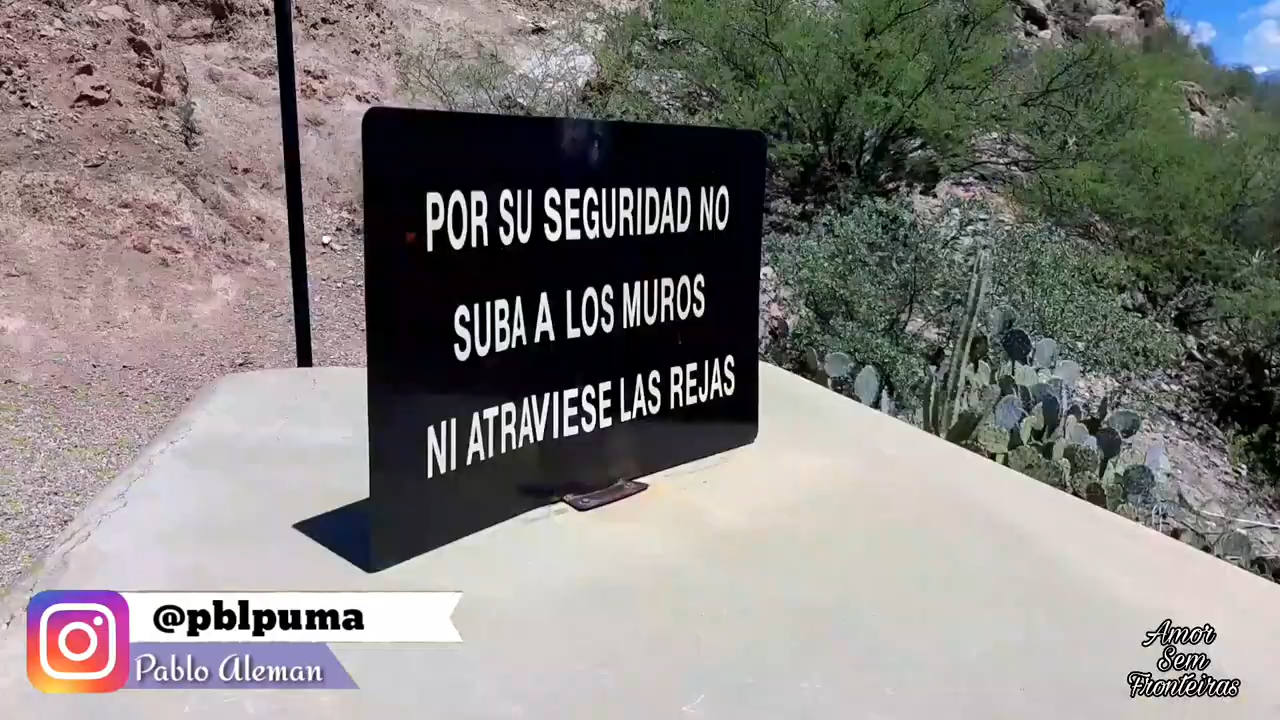 POR SU SEGURIDAD NO
SUBA A LOS MUROS
NI ATRAVIESE LAS REJAS
@pblpuma
Pablo Aleman
Amor
Sem
Fronteiras